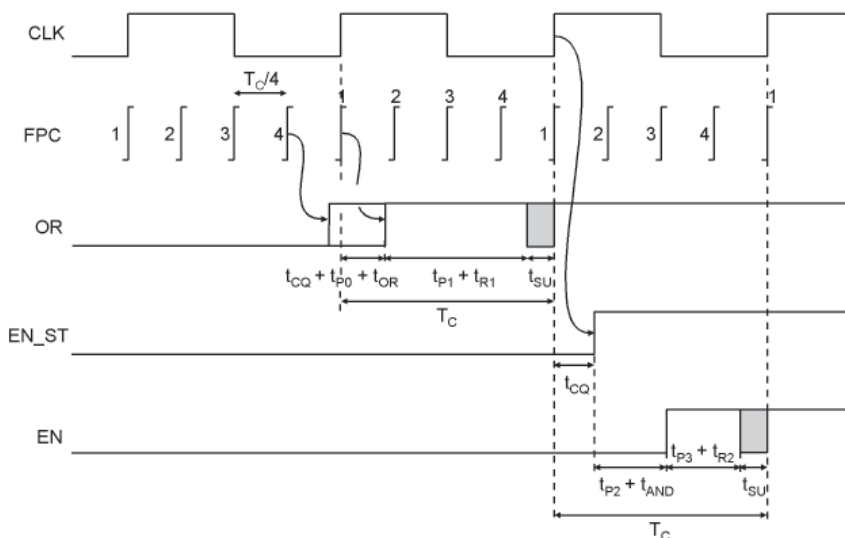 CLK
T_C/4
1 2 3 4 1
FPC 1 2 3 4 1 2 3 4
OR
t_CQ + t_P0 + t_OR t_P1 + t_R1 t_SU
T_C
EN_ST
t_CQ
EN
t_P3 + t_R2
t_P2 + t_AND t_SU
T_C